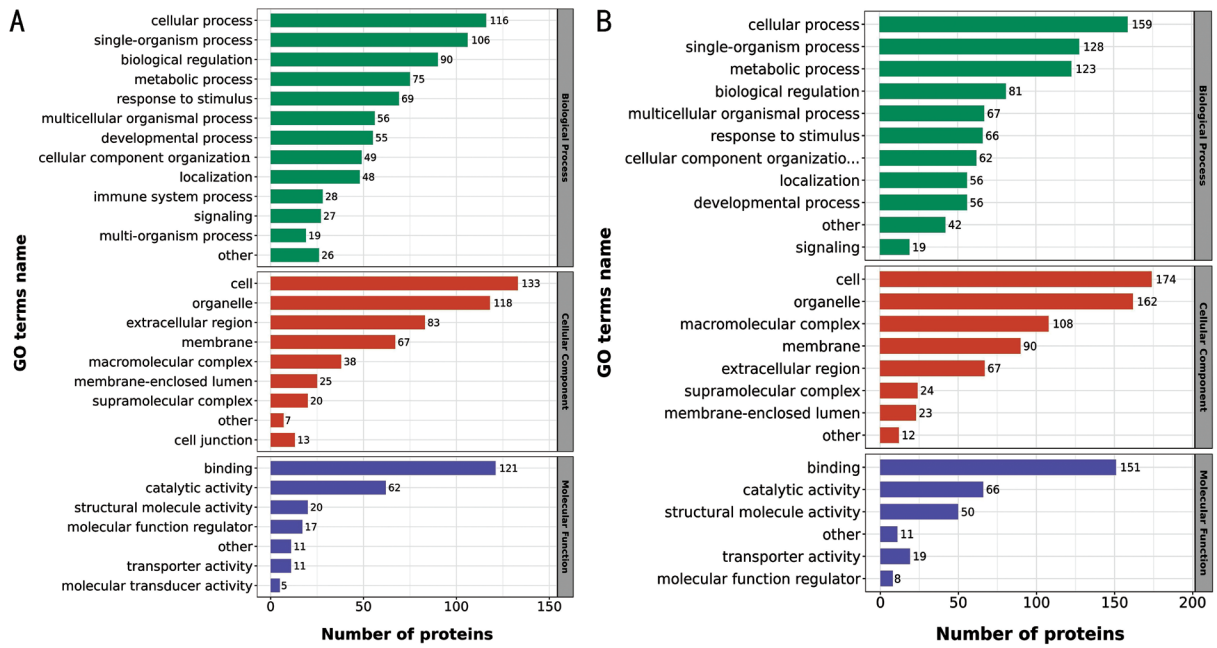 A
GO terms name
cellular process 116
single-organism process 106
biological regulation 90
metabolic process 75
response to stimulus 69
multicellular organismal process 56
developmental process 55
cellular component organization 49
localization 48
immune system process 28
signaling 27
multi-organism process 19
other 26
Biological Process
cell 133
organelle 118
extracellular region 83
membrane 67
macromolecular complex 38
membrane-enclosed lumen 25
supramolecular complex 20
other 7
cell junction 13
Cellular Component
binding 121
catalytic activity 62
structural molecule activity 20
molecular function regulator 17
other 11
transporter activity 11
molecular transducer activity 5
Molecular Function
0 50 100 150
Number of proteins
B
GO terms name
cellular process 159
single-organism process 128
metabolic process 123
biological regulation 81
multicellular organismal process 67
response to stimulus 66
cellular component organizatio... 62
localization 56
developmental process 56
other 42
signaling 19
Biological Process
cell 174
organelle 162
macromolecular complex 108
membrane 90
extracellular region 67
supramolecular complex 24
membrane-enclosed lumen 23
other 12
Cellular Component
binding 151
catalytic activity 66
structural molecule activity 50
other 11
transporter activity 19
molecular function regulator 8
Molecular Function
0 50 100 150 200
Number of proteins